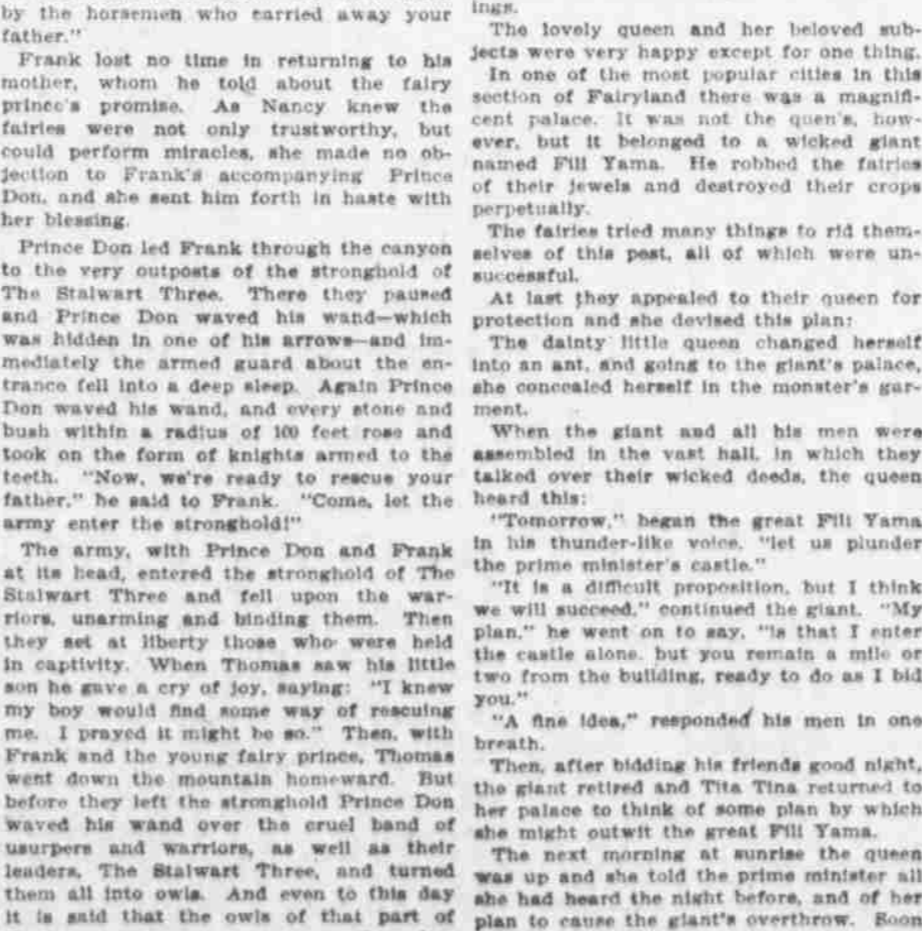 by the horsemen who carried away your
father."
Frank lost no time in returning to his
mother, whom he told about the fairy
prince's promise. As Nancy knew the
fairies were not only trustworthy, but
could perform miracles, she made no ob-
jection to Frank's accompanying Prince
Don, and she sent him forth in haste with
her blessing.
Prince Don led Frank through the canyon
to the very outposts of the stronghold of
The Stalwart Three. There they paused
and Prince Don waved his wand—which
was hidden in one of his arrows—and im-
mediately the armed guard about the en-
trance fell into a deep sleep. Again Prince
Don waved his wand, and every stone and
bush within a radius of 100 feet rose and
took on the form of knights armed to the
teeth. "Now, we're ready to rescue your
father," he said to Frank. "Come, let the
army enter the stronghold!"
The army, with Prince Don and Frank
at its head, entered the stronghold of The
Stalwart Three and fell upon the war-
riors, unarming and binding them. Then
they set at liberty those who were held
in captivity. When Thomas saw his little
son he gave a cry of joy, saying: "I knew
my boy would find some way of rescuing
me. I prayed it might be so." Then, with
Frank and the young fairy prince, Thomas
went down the mountain homeward. But
before they left the stronghold Prince Don
waved his wand over the cruel band of
usurpers and warriors, as well as their
leaders, The Stalwart Three, and turned
them all into owls. And even to this day
it is said that the owls of that part of
ings.
The lovely queen and her beloved sub-
jects were very happy except for one thing.
In one of the most popular cities in this
section of Fairyland there was a magnifi-
cent palace. It was not the quen's, how-
ever, but it belonged to a wicked giant
named Fili Yama. He robbed the fairies
of their jewels and destroyed their crops
perpetually.
The fairies tried many things to rid them-
selves of this pest, all of which were un-
successful.
At last they appealed to their queen for
protection and she devised this plan:
The dainty little queen changed herself
into an ant, and going to the giant's palace,
she concealed herself in the monster's gar-
ment.
When the giant and all his men were
assembled in the vast hall, in which they
talked over their wicked deeds, the queen
heard this:
"Tomorrow," began the great Fili Yama
in his thunder-like voice, "let us plunder
the prime minister's castle."
"It is a difficult proposition, but I think
we will succeed," continued the giant. "My
plan," he went on to say, "is that I enter
the castle alone, but you remain a mile or
two from the building, ready to do as I bid
you."
"A fine idea," responded his men in one
breath.
Then, after bidding his friends good night,
the giant retired and Tita Tina returned to
her palace to think of some plan by which
she might outwit the great Fili Yama.
The next morning at sunrise the queen
was up and she told the prime minister all
she had heard the night before, and of her
plan to cause the giant's overthrow. Soon